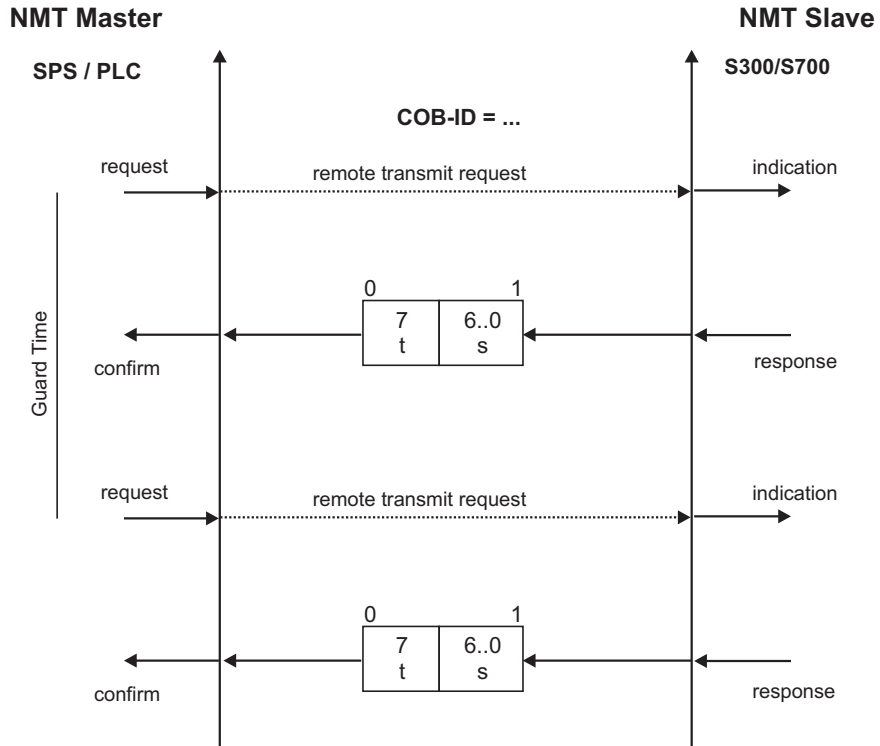 NMT Master NMT Slave
SPS / PLC S300/S700
COB-ID = ...
request remote transmit request indication
0 1
7 6..0
t s
confirm response
Guard Time
request remote transmit request indication
0 1
7 6..0
t s
confirm response